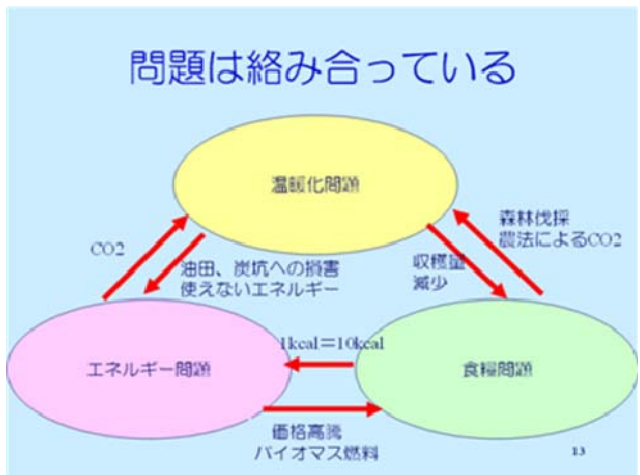 問題は絡み合っている
温暖化問題
CO2
油田、炭坑への損害
使えないエネルギー
収穫量
減少
森林伐採
農法によるCO2
エネルギー問題
1kcal＝10kcal
食糧問題
価格高騰
バイオマス燃料
13